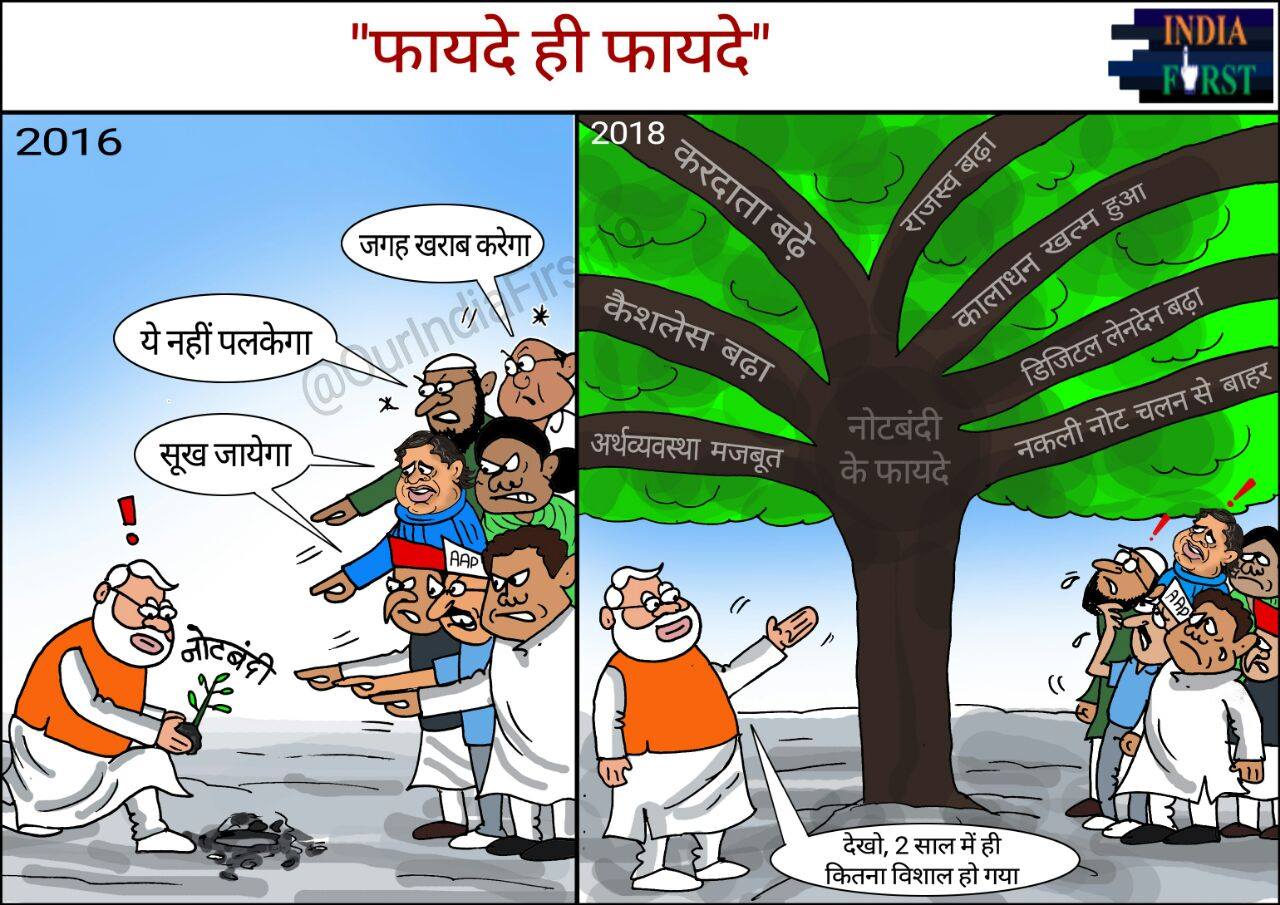 "फायदे ही फायदे"
INDIA
FIRST
2016
जगह खराब करेगा
ये नहीं पलकेगा
सूख जायेगा
@OurIndiaFirst19
AAP
नोटबंदी
2018
करदाता बढ़े
राजस्व बढ़ा
कालाधन खत्म हुआ
कैशलेस बढ़ा
डिजिटल लेनदेन बढ़ा
अर्थव्यवस्था मजबूत
नकली नोट चलन से बाहर
नोटबंदी
के फायदे
AAP
देखो, 2 साल में ही
कितना विशाल हो गया